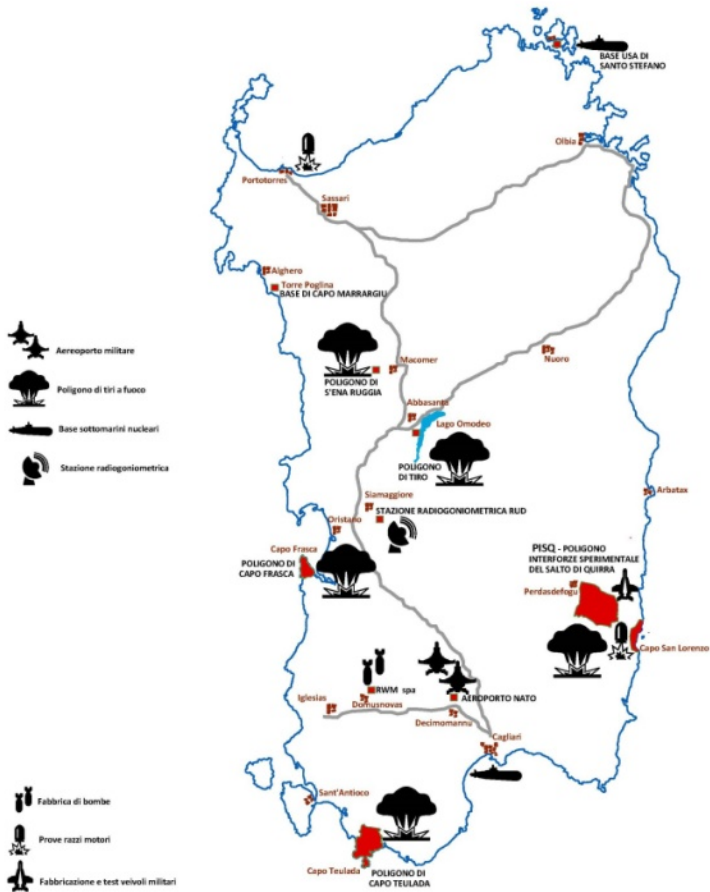 BASE USA DI
SANTO STEFANO
Olbia
Portotorres
Sassari
Alghero
Torre Poglina
BASE DI CAPO MARRARGIU
Aereoporto militare
Poligono di tiri a fuoco
Base sottomarini nucleari
Stazione radiogoniometrica
Macomer
Nuoro
POLIGONO DI
S'ENA RUGGIA
Abbasanta
Lago Omodeo
POLIGONO
DI TIRO
Siamaggiore
STAZIONE RADIOGONIOMETRICA RUD
Arbatax
Oristano
Capo Frasca
POLIGONO DI
CAPO FRASCA
PISQ - POLIGONO
INTERFORZE SPERIMENTALE
DEL SALTO DI QUIRRA
Perdasdefogu
Capo San Lorenzo
RWM spa
AEROPORTO NATO
Iglesias
Domusnovas
Decimomannu
Cagliari
Sant'Antioco
Capo Teulada
POLIGONO DI
CAPO TEULADA
Fabbrica di bombe
Prove razzi motori
Fabbricazione e test veivoli militari